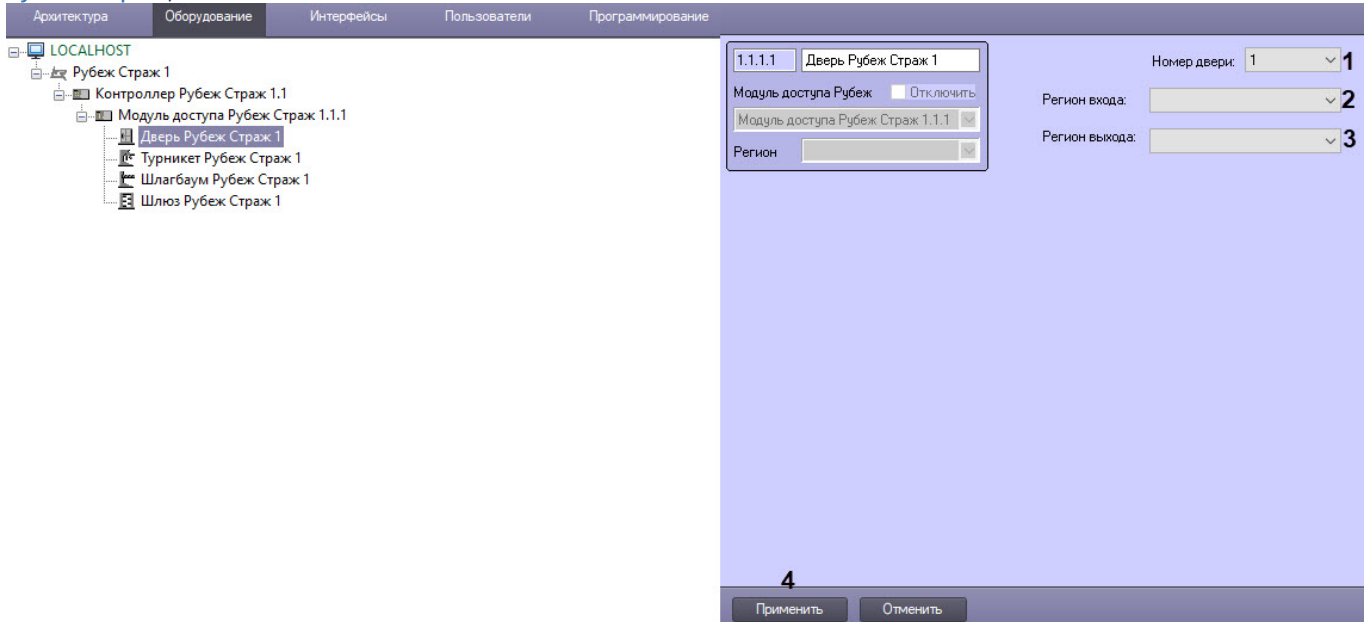 Архитектура Оборудование Интерфейсы Пользователи Программирование
LOCALHOST
Рубеж Страж 1
Контроллер Рубеж Страж 1.1
Модуль доступа Рубеж Страж 1.1.1
Дверь Рубеж Страж 1
Турникет Рубеж Страж 1
Шлагбаум Рубеж Страж 1
Шлюз Рубеж Страж 1
1.1.1.1 Дверь Рубеж Страж 1
Модуль доступа Рубеж Отключить
Модуль доступа Рубеж Страж 1.1.1
Регион
Номер двери: 1 1
Регион входа: 2
Регион выхода: 3
4
Применить Отменить